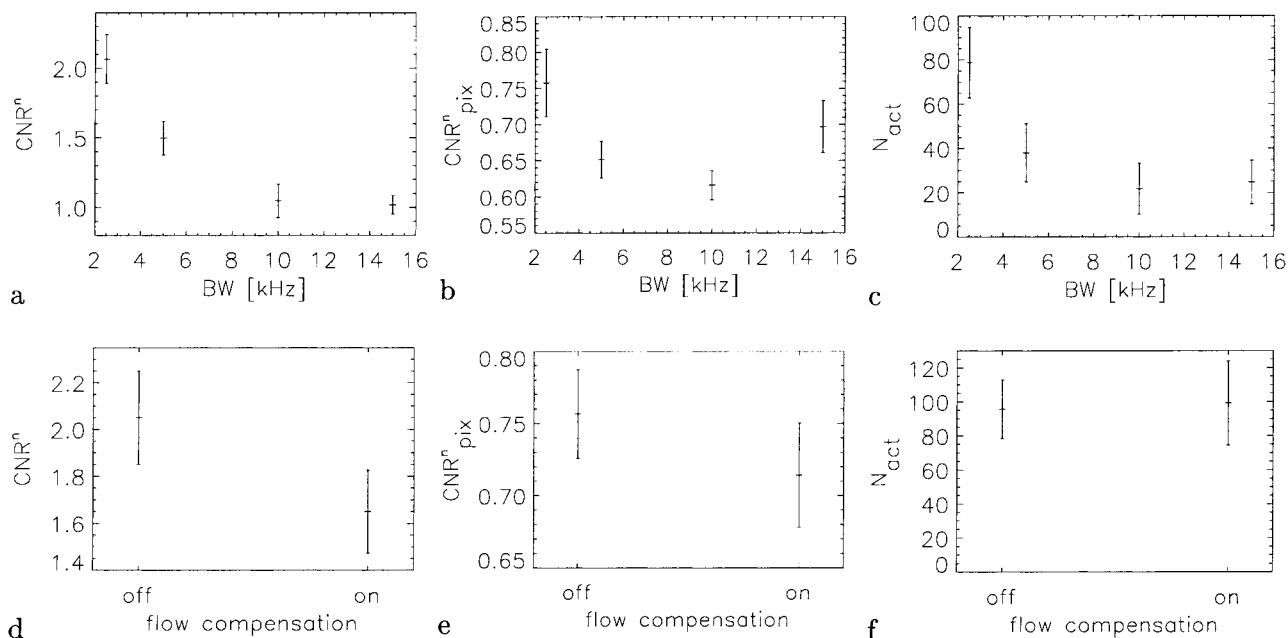 CNRⁿ
2.0
1.5
1.0
2 4 6 8 10 12 14 16
BW [kHz]
a
CNRⁿpix
0.85
0.80
0.75
0.70
0.65
0.60
0.55
2 4 6 8 10 12 14 16
BW [kHz]
b
Nact
100
80
60
40
20
0
2 4 6 8 10 12 14 16
BW [kHz]
c
CNRⁿ
2.2
2.0
1.8
1.6
1.4
off on
flow compensation
d
CNRⁿpix
0.80
0.75
0.70
0.65
off on
flow compensation
e
Nact
120
100
80
60
40
20
0
off on
flow compensation
f